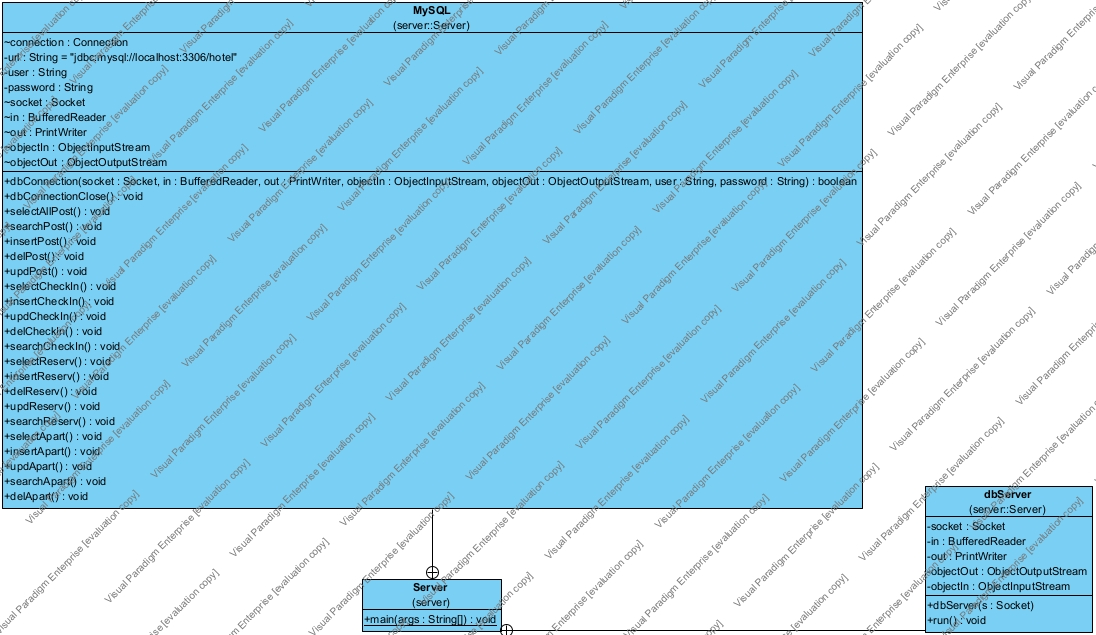 MySQL
(server::Server)
~connection : Connection
-url : String = "jdbc:mysql://localhost:3306/hotel"
-user : String
-password : String
~socket : Socket
~in : BufferedReader
~out : PrintWriter
~objectIn : ObjectInputStream
~objectOut : ObjectOutputStream
+dbConnection(socket : Socket, in : BufferedReader, out : PrintWriter, objectIn : ObjectInputStream, objectOut : ObjectOutputStream, user : String, password : String) : boolean
+dbConnectionClose() : void
+selectAllPost() : void
+searchPost() : void
+insertPost() : void
+delPost() : void
+updPost() : void
+selectCheckIn() : void
+insertCheckIn() : void
+updCheckIn() : void
+delCheckIn() : void
+searchCheckIn() : void
+selectReserv() : void
+insertReserv() : void
+delReserv() : void
+updReserv() : void
+searchReserv() : void
+selectApart() : void
+insertApart() : void
+updApart() : void
+searchApart() : void
+delApart() : void
dbServer
(server::Server)
-socket : Socket
-in : BufferedReader
-out : PrintWriter
-objectOut : ObjectOutputStream
-objectIn : ObjectInputStream
+dbServer(s : Socket)
+run() : void
Server
(server)
+main(args : String[]) : void
Visual Paradigm Enterprise [evaluation copy]